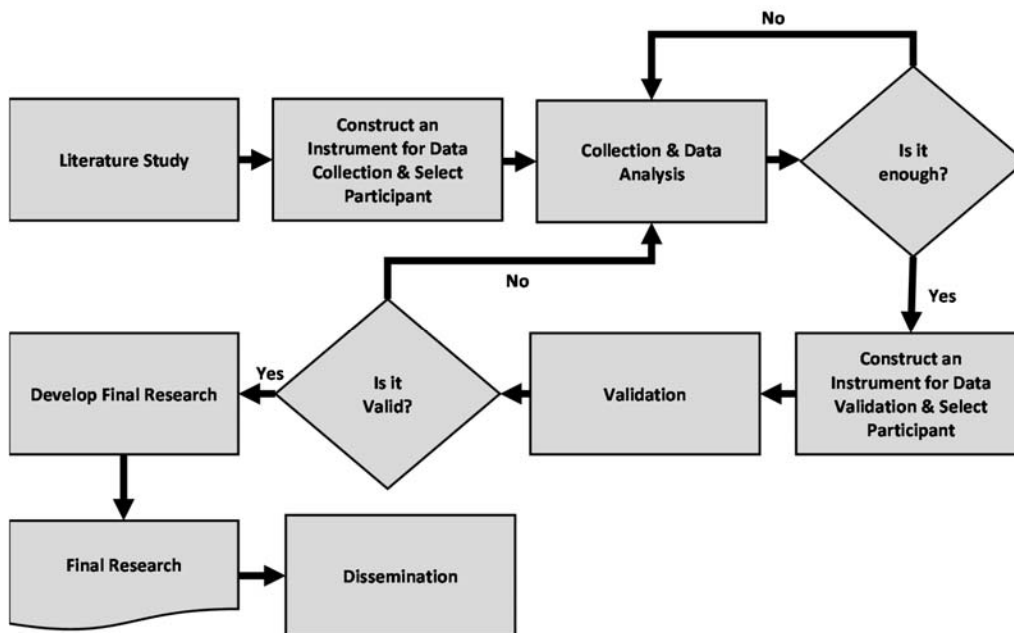 No
Literature Study
Construct an
Instrument for Data
Collection & Select
Participant
Collection & Data
Analysis
Is it
enough?
No
Yes
Develop Final Research
Yes
Is it
Valid?
Validation
Construct an
Instrument for Data
Validation & Select
Participant
Final Research
Dissemination